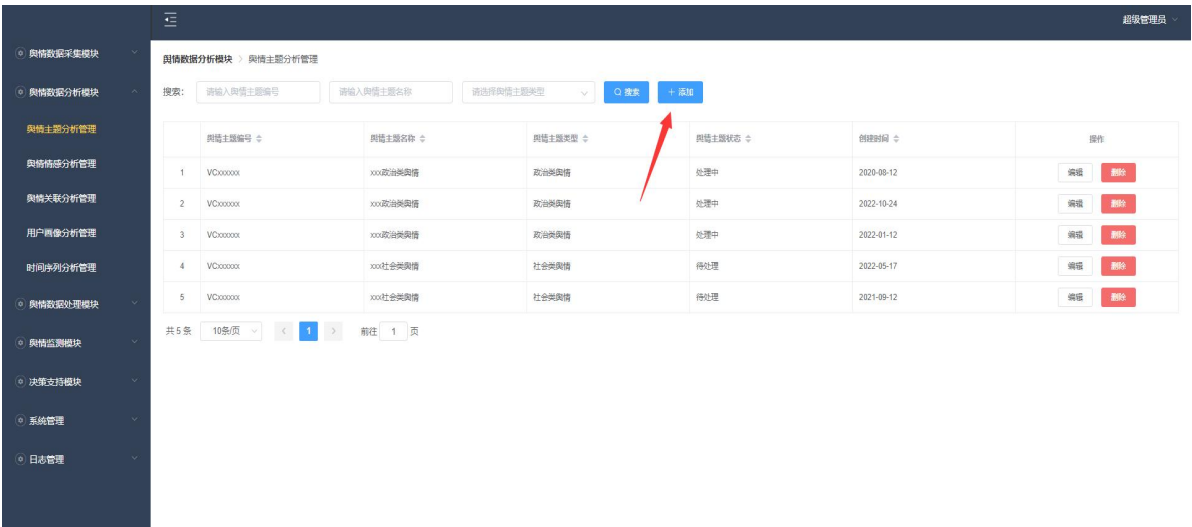 超级管理员
舆情数据采集模块
舆情数据分析模块
舆情主题分析管理
舆情情感分析管理
舆情关联分析管理
用户画像分析管理
时间序列分析管理
舆情数据处理模块
舆情监测模块
决策支持模块
系统管理
日志管理
舆情数据分析模块 > 舆情主题分析管理
搜索: 请输入舆情主题编号 请输入舆情主题名称 请选择舆情主题类型 搜索 + 添加
舆情主题编号 舆情主题名称 舆情主题类型 舆情主题状态 创建时间 操作
1 VCxxxxxx xxx政治类舆情 政治类舆情 处理中 2020-08-12 编辑 删除
2 VCxxxxxx xxx政治类舆情 政治类舆情 处理中 2022-10-24 编辑 删除
3 VCxxxxxx xxx政治类舆情 政治类舆情 处理中 2022-01-12 编辑 删除
4 VCxxxxxx xxx社会类舆情 社会类舆情 待处理 2022-05-17 编辑 删除
5 VCxxxxxx xxx社会类舆情 社会类舆情 待处理 2021-09-12 编辑 删除
共 5 条 10条/页 < 1 > 前往 1 页